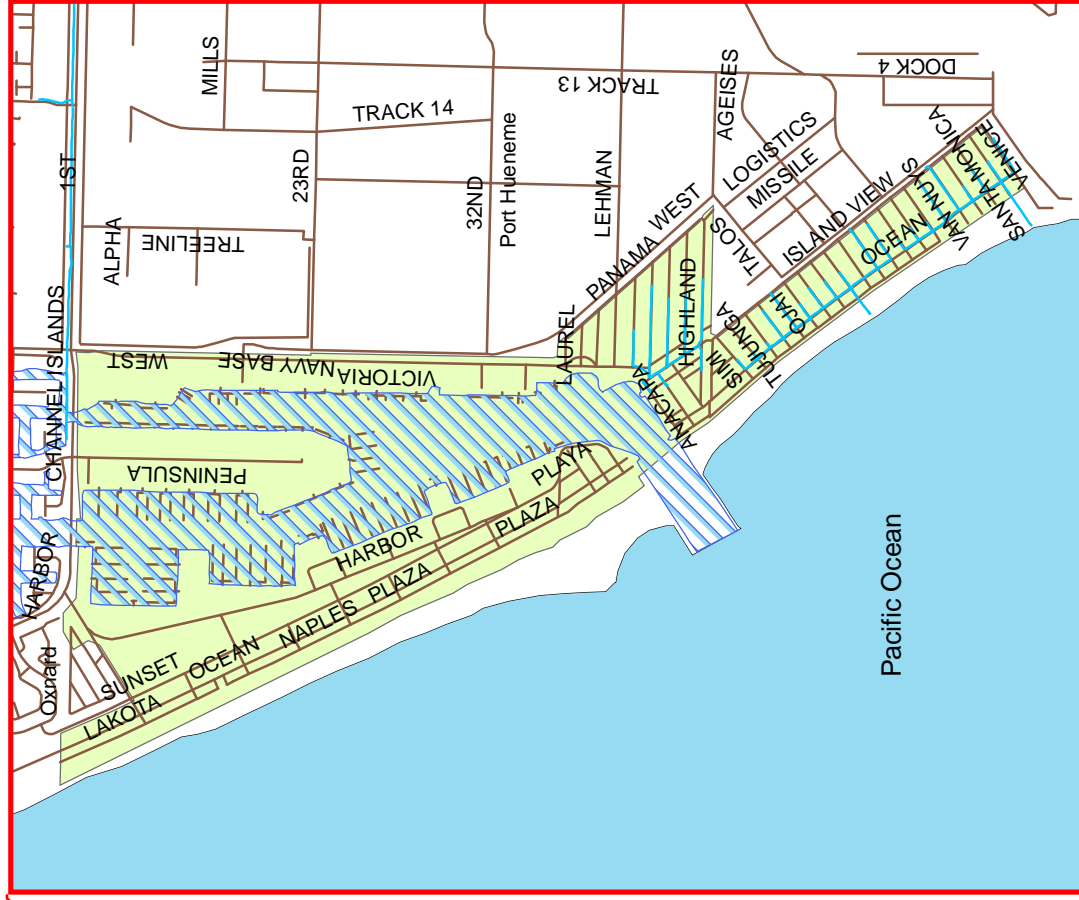 MILLS
TRACK 14
TRACK 13
DOCK 4
AGEISES
1ST
23RD
32ND
Port Hueneme
LEHMAN
LOGISTICS
MISSILE
ALPHA
TREELINE
PANAMA WEST
TALOS
ISLAND VIEW
VAN NUYS
SANTA MONICA
VENICE
OCEAN
CHANNEL ISLANDS
WEST
NAVY BASE
VICTORIA
LAUREL
HIGHLAND
ANACAPA
SIMI
TUJUNGA
OJAI
PENINSULA
HARBOR
HARBOR
PLAYA
PLAZA
PLAZA
NAPLES
OCEAN
SUNSET
LAKOTA
Oxnard
Pacific Ocean